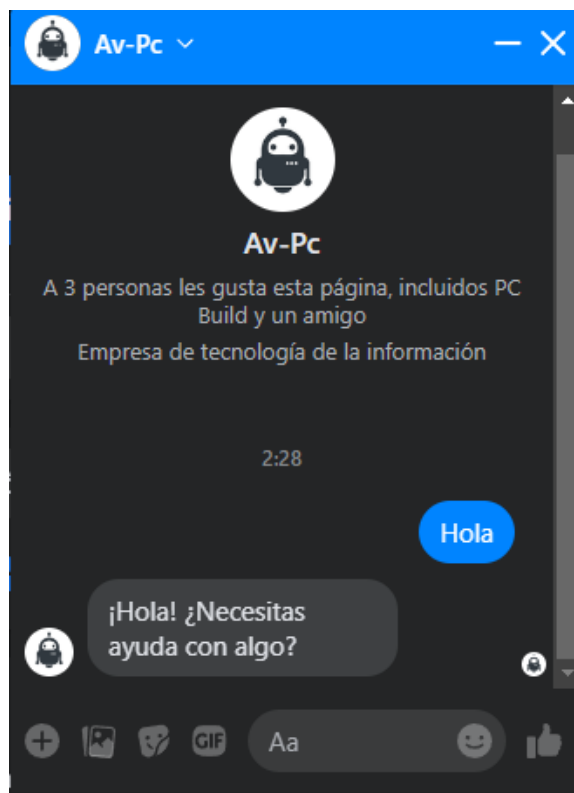 Av-Pc
Av-Pc
A 3 personas les gusta esta página, incluidos PC
Build y un amigo
Empresa de tecnología de la información
2:28
Hola
¡Hola! ¿Necesitas
ayuda con algo?
GIF
Aa